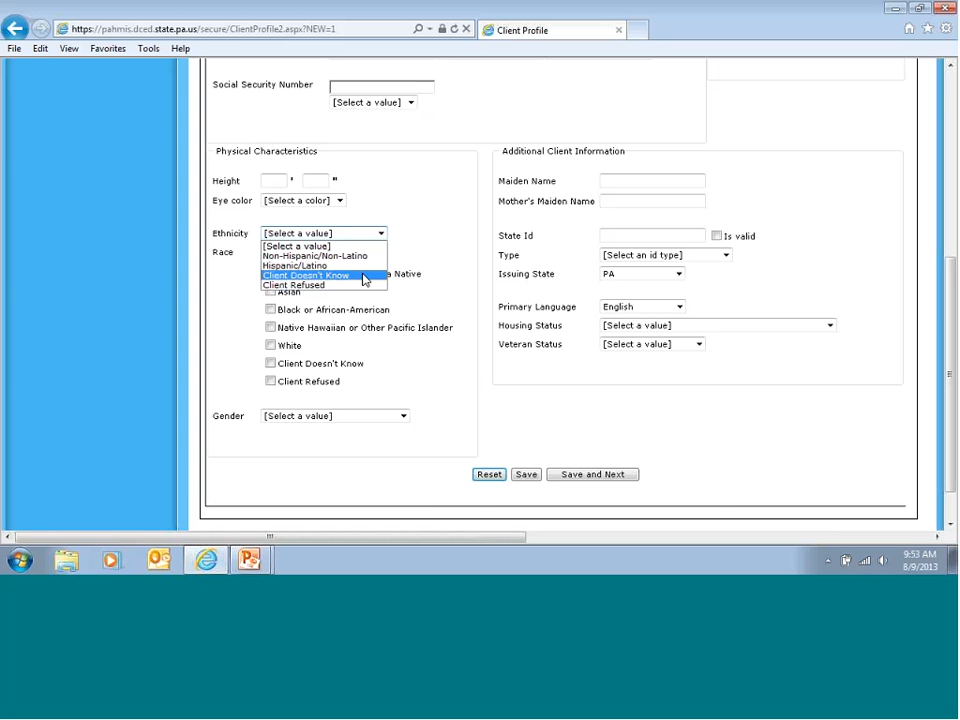 https://pahmis.dced.state.pa.us/secure/ClientProfile2.aspx?NEW=1
Client Profile
File Edit View Favorites Tools Help
Social Security Number
[Select a value]
Physical Characteristics
Additional Client Information
Height ' "
Maiden Name
Eye color [Select a color]
Mother's Maiden Name
Ethnicity [Select a value]
State Id Is valid
[Select a value]
Race
Non-Hispanic/Non-Latino
Type [Select an id type]
Hispanic/Latino
Client Doesn't Know
a Native
Issuing State PA
Client Refused
Asian
Black or African-American
Primary Language English
Native Hawaiian or Other Pacific Islander
Housing Status [Select a value]
White
Veteran Status [Select a value]
Client Doesn't Know
Client Refused
Gender [Select a value]
Reset Save Save and Next
9:53 AM
8/9/2013